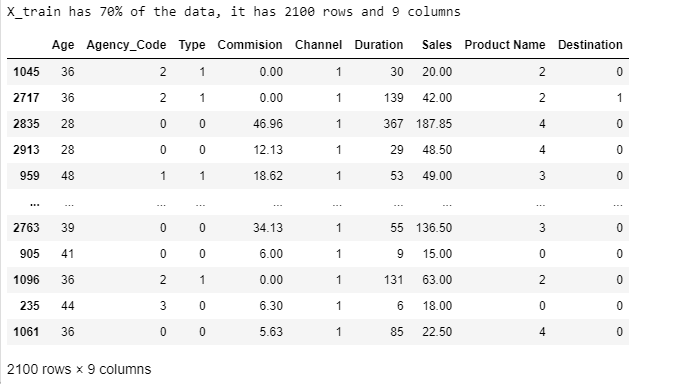 X_train has 70% of the data, it has 2100 rows and 9 columns
Age Agency_Code Type Commision Channel Duration Sales Product Name Destination
1045 36 2 1 0.00 1 30 20.00 2 0
2717 36 2 1 0.00 1 139 42.00 2 1
2835 28 0 0 46.96 1 367 187.85 4 0
2913 28 0 0 12.13 1 29 48.50 4 0
959 48 1 1 18.62 1 53 49.00 3 0
... ... ... ... ... ... ... ... ... ...
2763 39 0 0 34.13 1 55 136.50 3 0
905 41 0 0 6.00 1 9 15.00 0 0
1096 36 2 1 0.00 1 131 63.00 2 0
235 44 3 0 6.30 1 6 18.00 0 0
1061 36 0 0 5.63 1 85 22.50 4 0
2100 rows × 9 columns